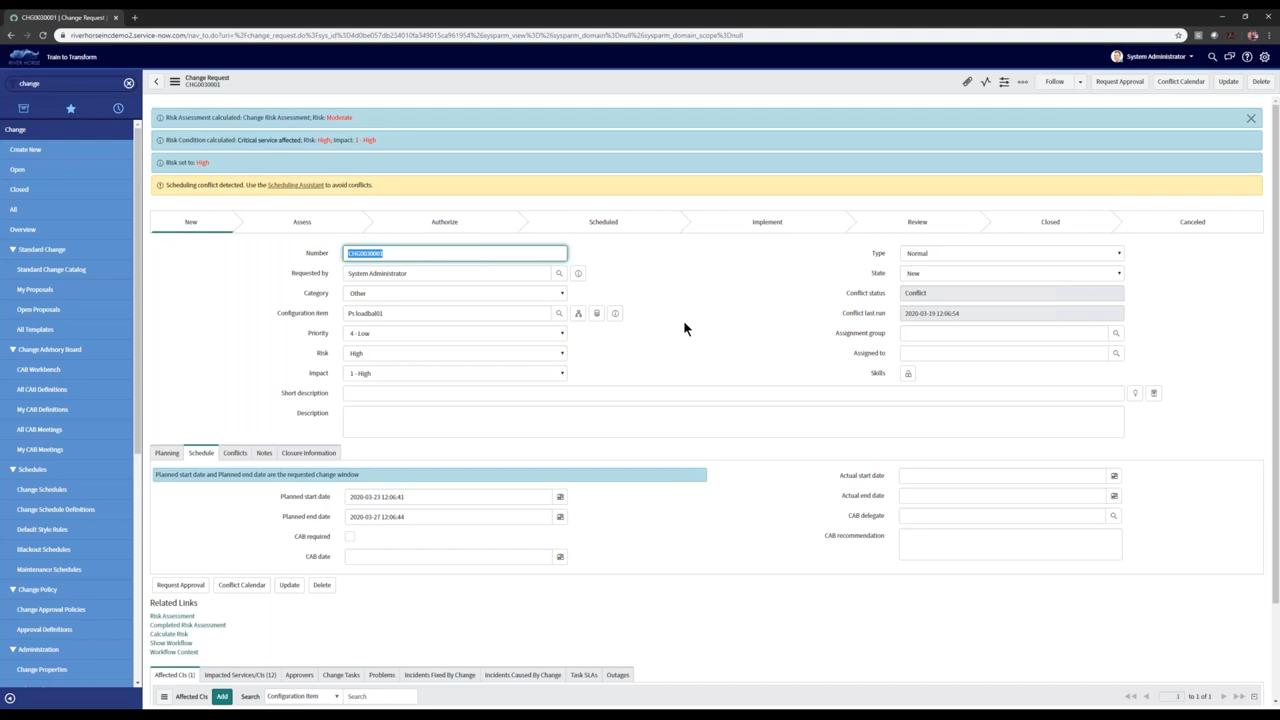 CHG0030001 | Change Request |
riverhorseincdemo2.service-now.com/nav_to.do?uri=%2Fchange_request.do%3Fsys_id%3D4d0be057db234010fa349015ca961934%26sysparm_view%3D%26sysparm_domain%3Dnull%26sysparm_domain_scope%3Dnull
RIVER HORSE
Train to Transform
System Administrator
change
Change Request
CHG0030001
Follow
Request Approval
Conflict Calendar
Update
Delete
Change
Create New
Open
Closed
All
Overview
Standard Change
Standard Change Catalog
My Proposals
Open Proposals
All Templates
Change Advisory Board
CAB Workbench
All CAB Definitions
My CAB Definitions
All CAB Meetings
My CAB Meetings
Schedules
Change Schedules
Change Schedule Definitions
Default Style Rules
Blackout Schedules
Maintenance Schedules
Change Policy
Change Approval Policies
Approval Definitions
Administration
Change Properties
Risk Assessment calculated: Change Risk Assessment; Risk: Moderate
Risk Condition calculated: Critical service affected; Risk: High; Impact: 1 - High
Risk set to: High
Scheduling conflict detected. Use the Scheduling Assistant to avoid conflicts.
New
Assess
Authorize
Scheduled
Implement
Review
Closed
Canceled
Number CHG0030001
Requested by System Administrator
Category Other
Configuration item Ps loadbal01
Priority 4 - Low
Risk High
Impact 1 - High
Type Normal
State New
Conflict status Conflict
Conflict last run 2020-03-19 12:06:54
Assignment group
Assigned to
Skills
Short description
Description
Planning
Schedule
Conflicts
Notes
Closure Information
Planned start date and Planned end date are the requested change window
Planned start date 2020-03-23 12:06:41
Planned end date 2020-03-27 12:06:44
CAB required
CAB date
Actual start date
Actual end date
CAB delegate
CAB recommendation
Request Approval
Conflict Calendar
Update
Delete
Related Links
Risk Assessment
Completed Risk Assessment
Calculate Risk
Show Workflow
Workflow Context
Affected CIs (1)
Impacted Services/CIs (12)
Approvers
Change Tasks
Problems
Incidents Fixed By Change
Incidents Caused By Change
Task SLAs
Outages
Affected CIs
Add
Search
Configuration Item
Search
1 to 1 of 1